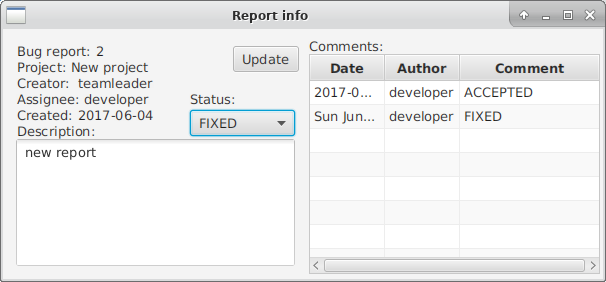 Report info
Bug report: 2
Project: New project
Creator: teamleader
Assignee: developer
Created: 2017-06-04
Description:
Update
Status:
FIXED
new report
Comments:
Date Author Comment
2017-0... developer ACCEPTED
Sun Jun... developer FIXED